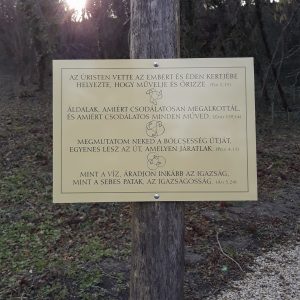 AZ ÚRISTEN VETTE AZ EMBERT ÉS ÉDEN KERTJÉBE
HELYEZTE, HOGY MŰVELJE ÉS ŐRIZZE.
ÁLDALAK, AMIÉRT CSODÁLATOSAN MEGALKOTTÁL,
ÉS AMIÉRT CSODÁLATOS MINDEN MŰVED.
MEGMUTATOM NEKED A BÖLCSESSÉG ÚTJÁT,
EGYENES LESZ AZ ÚT, AMELYEN JÁRATLAK.
MINT A VÍZ, ÁRADJON INKÁBB AZ IGAZSÁG,
MINT A SEBES PATAK, AZ IGAZSÁGOSSÁG.